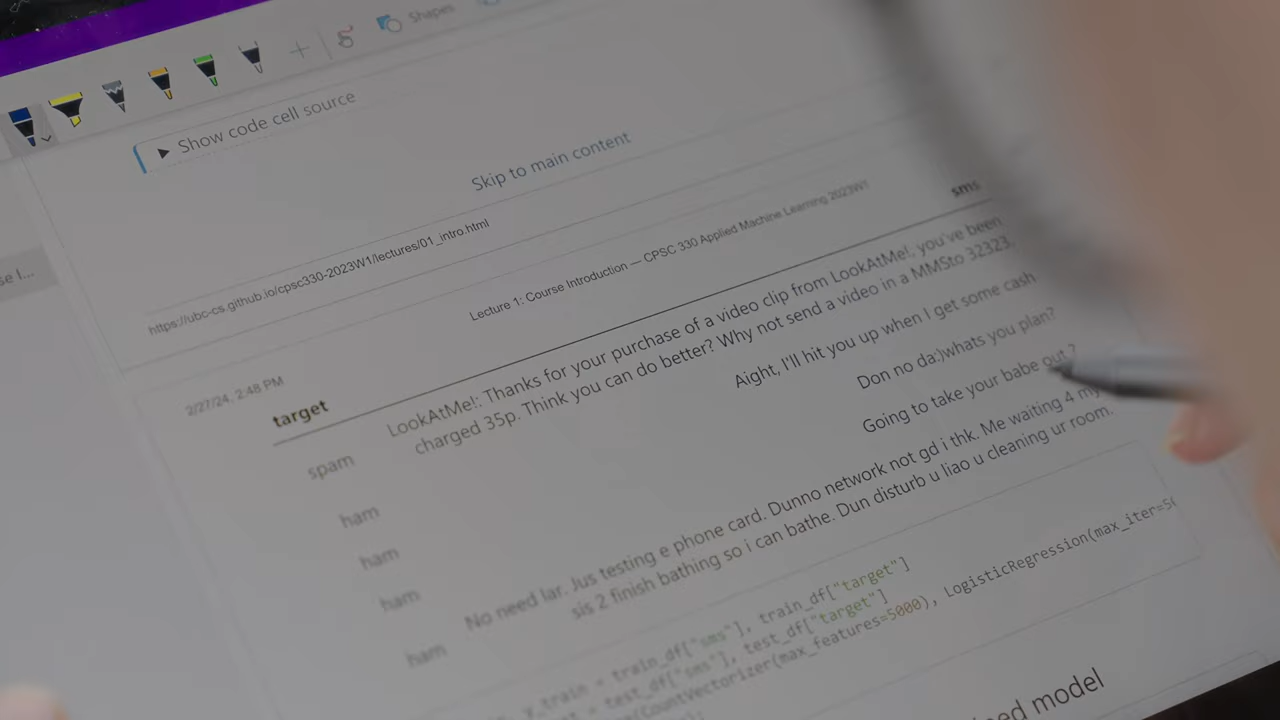 Shapes
Show code cell source
Skip to main content
https://ubc-cs.github.io/cpsc330-2023W1/lectures/01_intro.html
Lecture 1: Course Introduction — CPSC 330 Applied Machine Learning 2023W1
2/27/24, 2:48 PM
target sms
spam LookAtMe!: Thanks for your purchase of a video clip from LookAtMe!, you've been
charged 35p. Think you can do better? Why not send a video in a MMSto 32323.
ham Aight, I'll hit you up when I get some cash
ham Don no da:)whats you plan?
ham Going to take your babe out ?
ham No need lar. Jus testing e phone card. Dunno network not gd i thk. Me waiting 4 my
sis 2 finish bathing so i can bathe. Dun disturb u liao u cleaning ur room.
y_train = train_df["sms"], train_df["target"]
= test_df["sms"], test_df["target"]
CountVectorizer(max_features=5000), LogisticRegression(max_iter=50
model